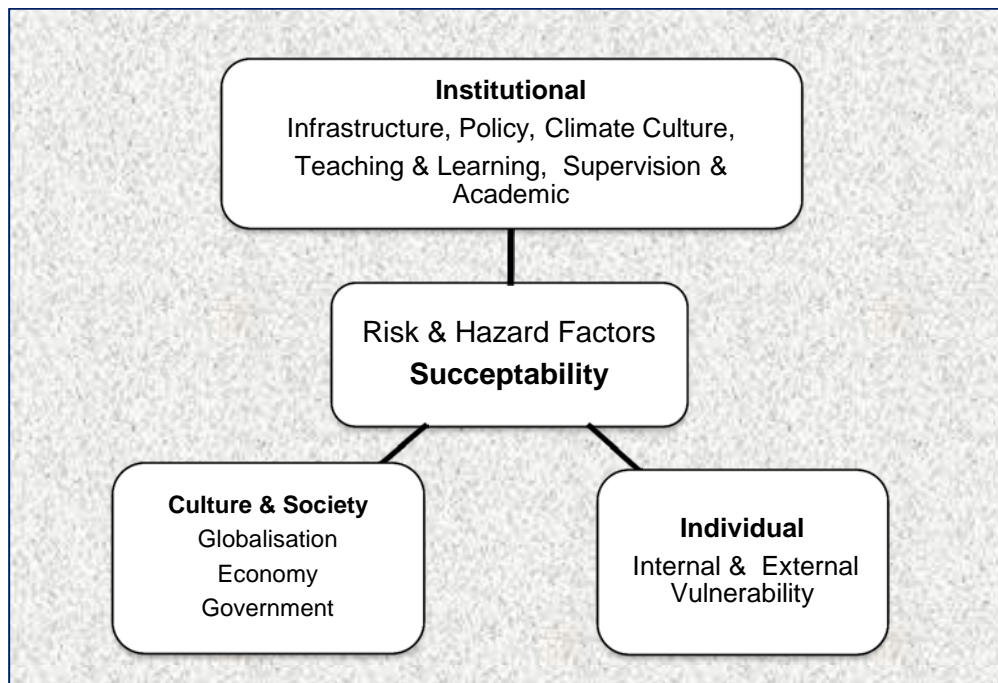 Institutional
Infrastructure, Policy, Climate Culture,
Teaching & Learning, Supervision &
Academic
Risk & Hazard Factors
Succeptability
Culture & Society
Globalisation
Economy
Government
Individual
Internal & External
Vulnerability